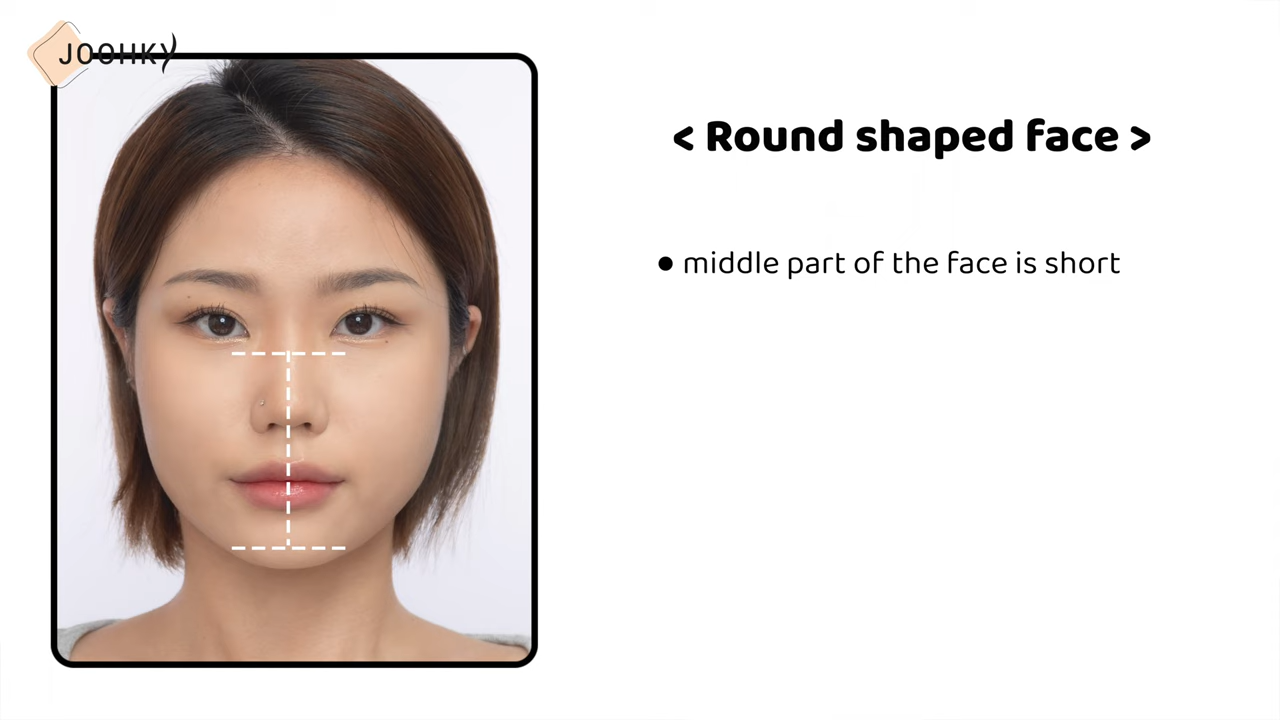 JOOHKY
< Round shaped face >
● middle part of the face is short